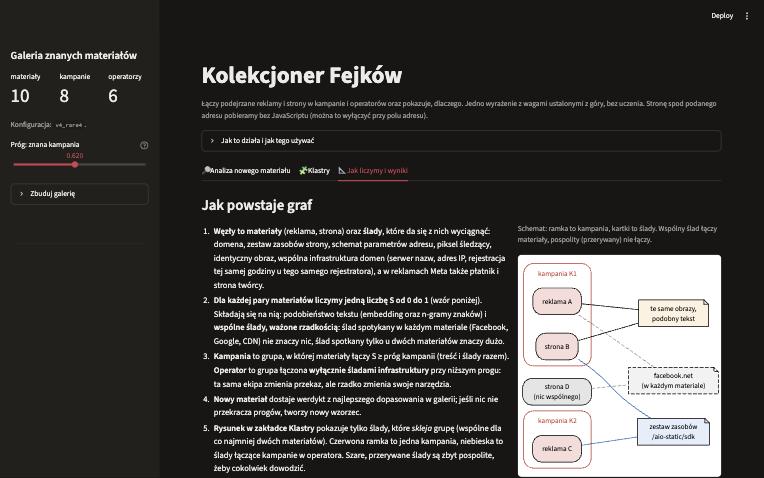 Deploy
Galeria znanych materiałów
materiały kampanie operatorzy
10 8 6
Konfiguracja: v4_rare4 .
Próg: znana kampania
0.620
Zbuduj galerię
Kolekcjoner Fejków
Łączy podejrzane reklamy i strony w kampanie i operatorów oraz pokazuje, dlaczego. Jedno wyrażenie z wagami ustalonymi z góry, bez uczenia. Stronę spod podanego
adresu pobieramy bez JavaScriptu (można to wyłączyć przy polu adresu).
Jak to działa i jak tego używać
Analiza nowego materiału Klastry Jak liczymy i wyniki
Jak powstaje graf
1. Węzły to materiały (reklama, strona) oraz ślady, które da się z nich wyciągnąć:
domena, zestaw zasobów strony, schemat parametrów adresu, piksel śledzący,
identyczny obraz, wspólna infrastruktura domen (serwer nazw, adres IP, rejestracja
tej samej godziny u tego samego rejestratora), a w reklamach Meta także płatnik i
strona twórcy.
2. Dla każdej pary materiałów liczymy jedną liczbę S od 0 do 1 (wzór poniżej).
Składają się na nią: podobieństwo tekstu (embedding oraz n-gramy znaków) i
wspólne ślady, ważone rzadkością: ślad spotykany w każdym materiale (Facebook,
Google, CDN) nie znaczy nic, ślad spotykany tylko u dwóch materiałów znaczy dużo.
3. Kampania to grupa, w której materiały łączy S ≥ próg kampanii (treść i ślady razem).
Operator to grupa łączona wyłącznie śladami infrastruktury przy niższym progu:
ta sama ekipa zmienia przekaz, ale rzadko zmienia swoje narzędzia.
4. Nowy materiał dostaje werdykt z najlepszego dopasowania w galerii; jeśli nic nie
przekracza progów, tworzy nowy wzorzec.
5. Rysunek w zakładce Klastry pokazuje tylko ślady, które skleja grupę (wspólne dla
co najmniej dwóch materiałów). Czerwona ramka to jedna kampania, niebieska to
ślady łączące kampanie w operatora. Szare, przerywane ślady są zbyt pospolite,
żeby cokolwiek dowodzić.
Schemat: ramka to kampania, kartki to ślady. Wspólny ślad łączy
materiały, pospolity (przerywany) nie łączy.
kampania K1
reklama A
strona B
te same obrazy,
podobny tekst
facebook.net
(w każdym materiale)
strona D
(nic wspólnego)
kampania K2
reklama C
zestaw zasobów
/aio-static/sdk